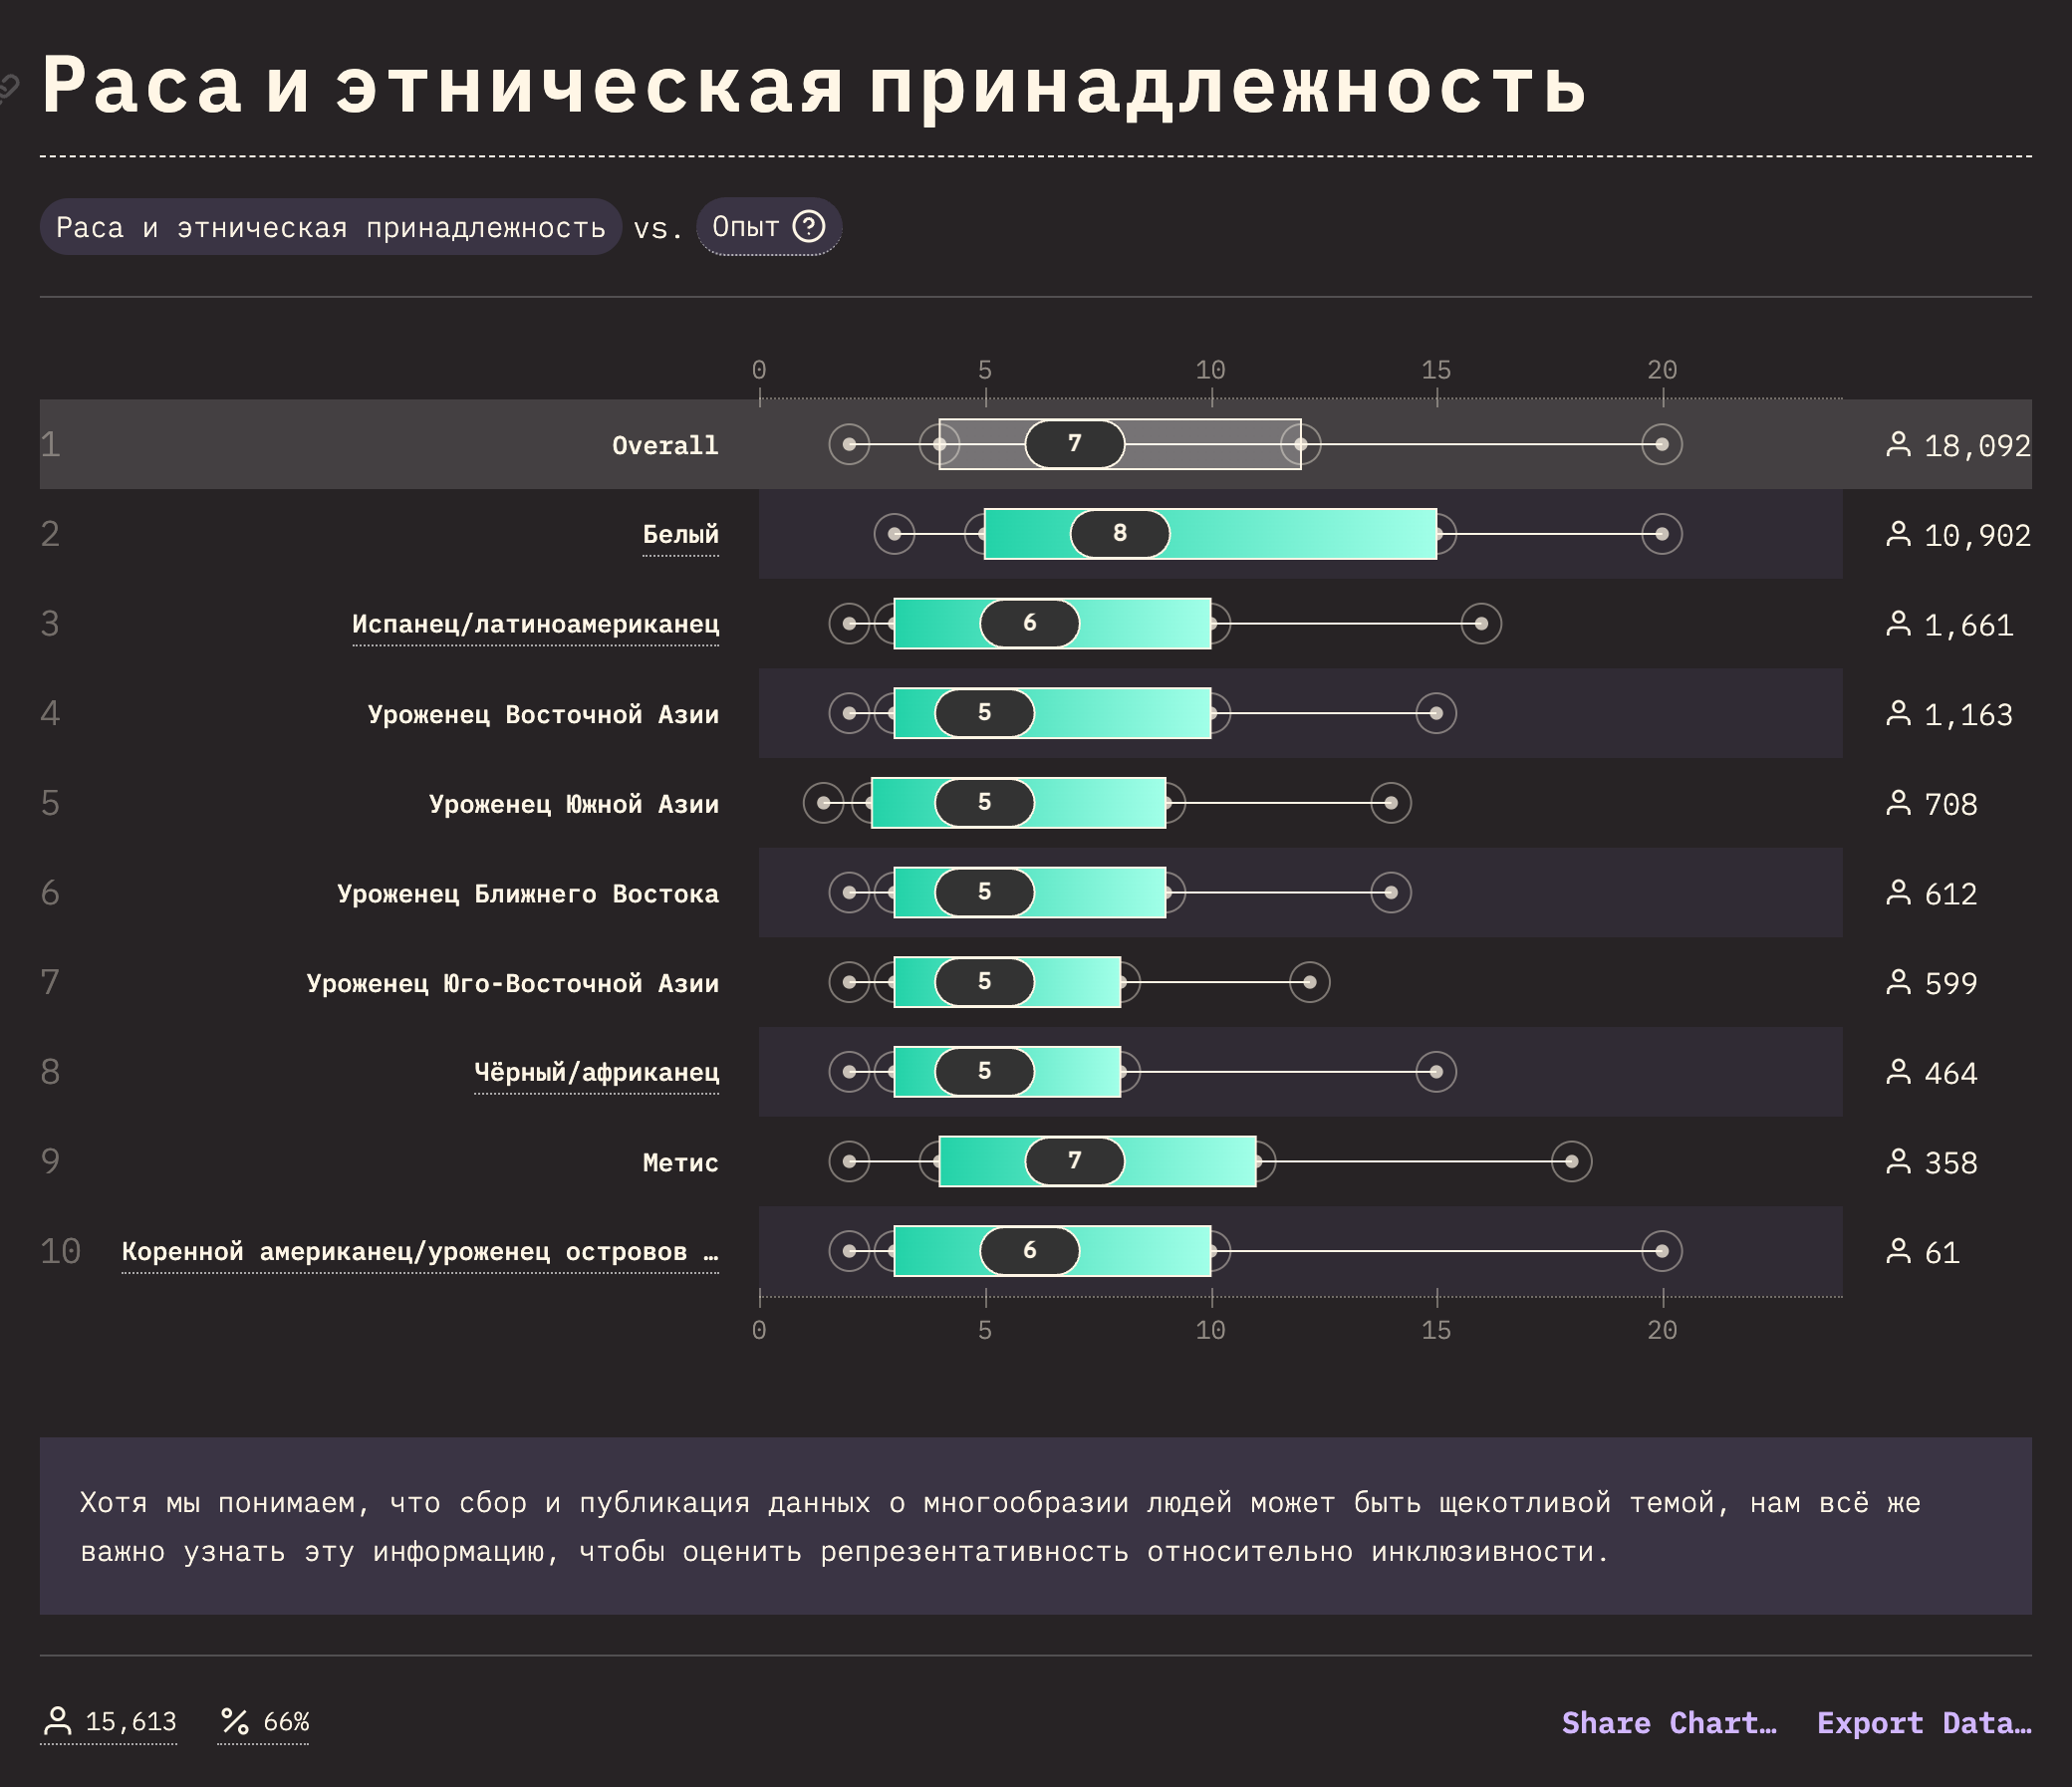 Раса и этническая принадлежность
Раса и этническая принадлежность vs. Опыт ?
0 5 10 15 20
1 Overall 7 18,092
2 Белый 8 10,902
3 Испанец/латиноамериканец 6 1,661
4 Уроженец Восточной Азии 5 1,163
5 Уроженец Южной Азии 5 708
6 Уроженец Ближнего Востока 5 612
7 Уроженец Юго-Восточной Азии 5 599
8 Чёрный/африканец 5 464
9 Метис 7 358
10 Коренной американец/уроженец островов … 6 61
0 5 10 15 20
Хотя мы понимаем, что сбор и публикация данных о многообразии людей может быть щекотливой темой, нам всё же
важно узнать эту информацию, чтобы оценить репрезентативность относительно инклюзивности.
15,613 % 66% Share Chart… Export Data…